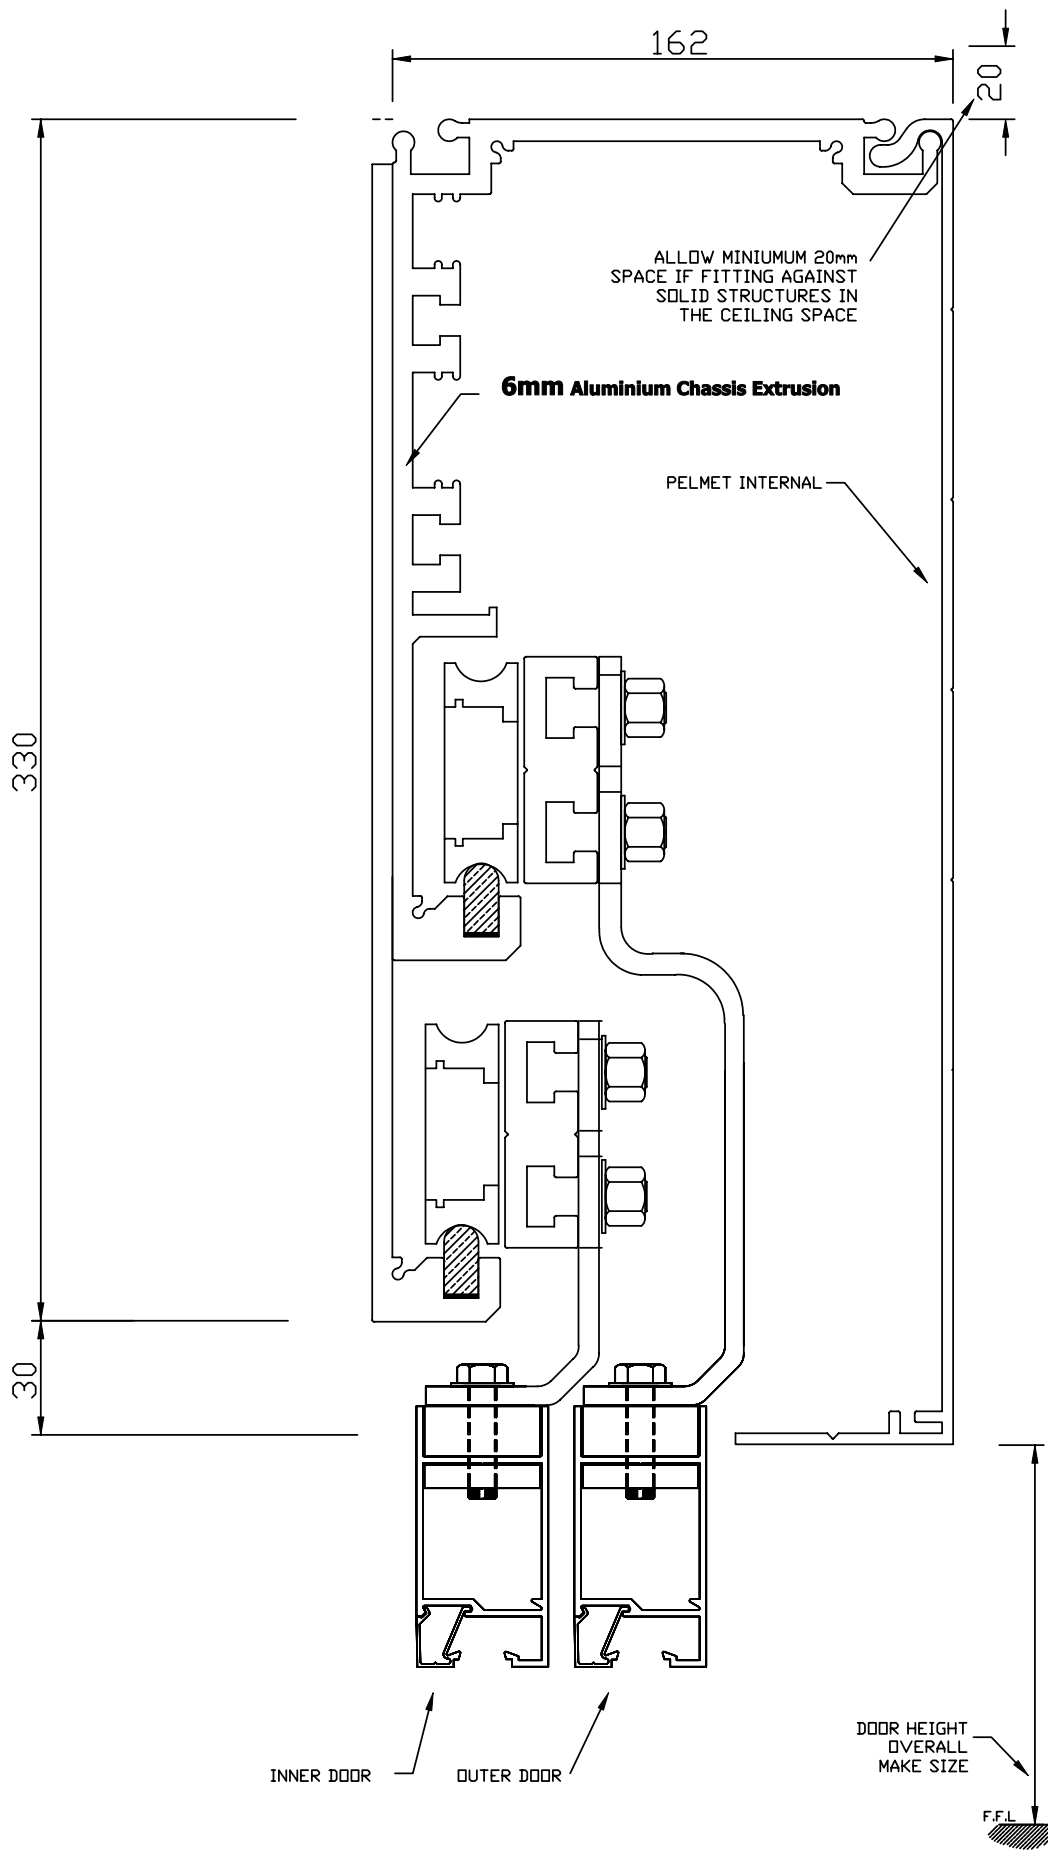 162
20
ALLOW MINIUMUM 20mm
SPACE IF FITTING AGAINST
SOLID STRUCTURES IN
THE CEILING SPACE
6mm Aluminium Chassis Extrusion
PELMET INTERNAL
330
30
DOOR HEIGHT
OVERALL
MAKE SIZE
INNER DOOR
OUTER DOOR
F.F.L